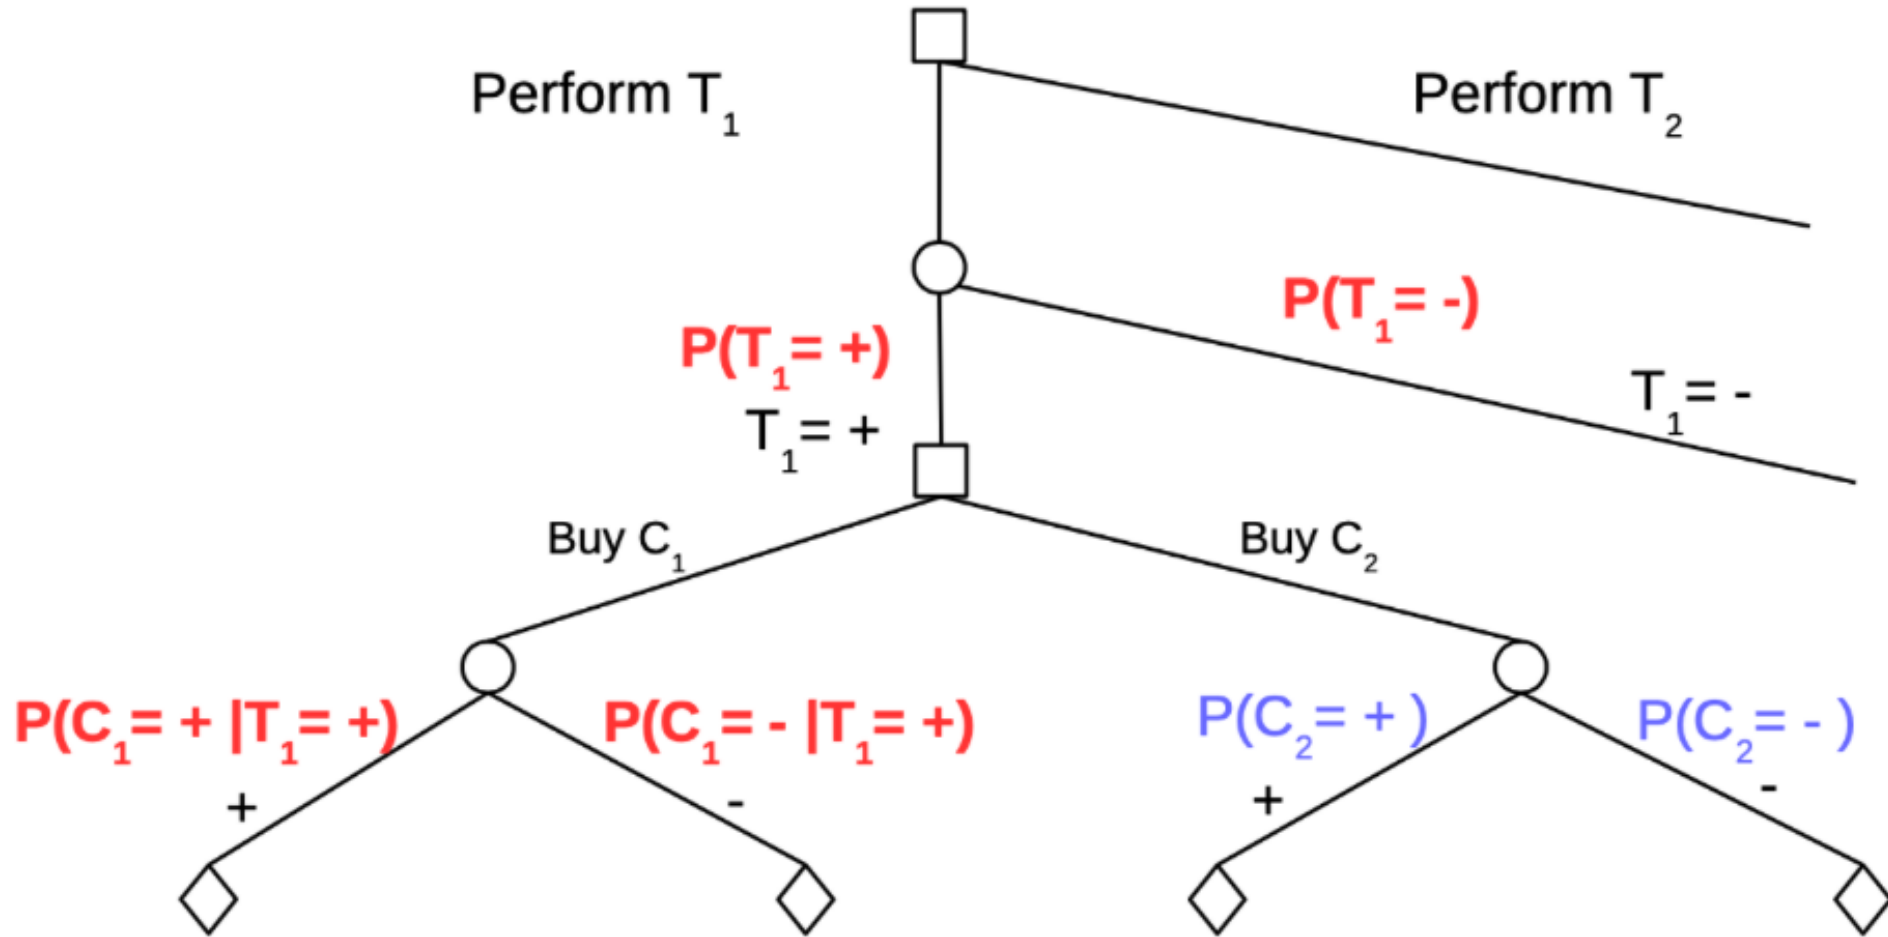 Perform T₁
Perform T₂
P(T₁= -)
P(T₁= +)
T₁= -
T₁= +
Buy C₁
Buy C₂
P(C₁= + |T₁= +)
P(C₁= - |T₁= +)
P(C₂= + )
P(C₂= - )
+
-
+
-